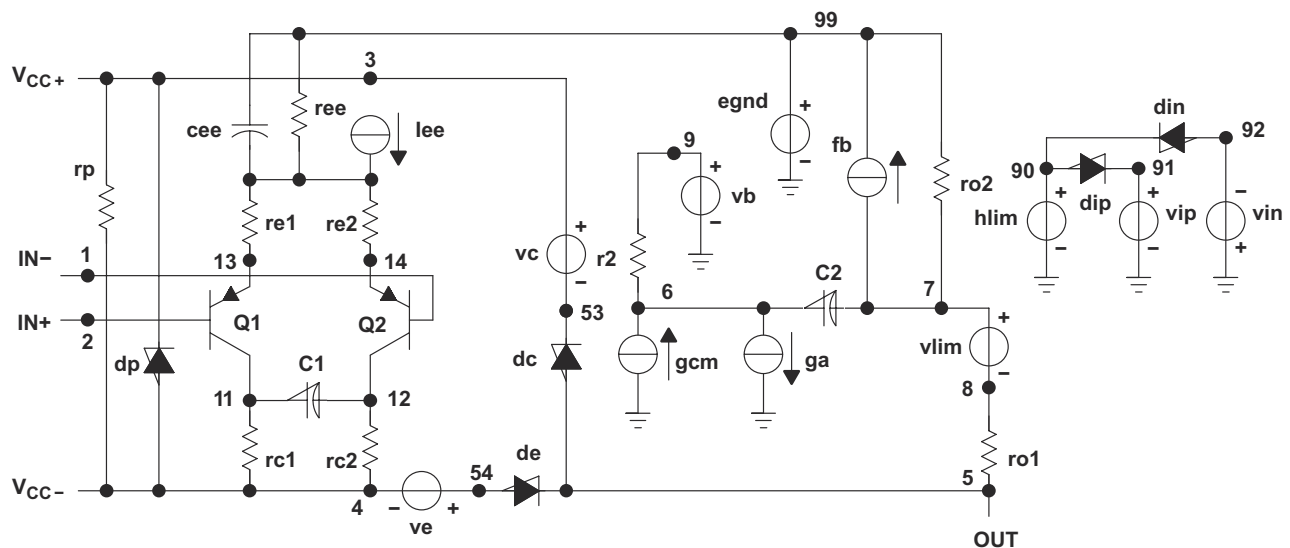 99
3
V CC+
ree
cee
Iee
egnd
+
−
fb
din
92
9
+
vb
−
90
91
dip
rp
ro2
+
hlim
−
+
vip
−
−
vin
+
re1
re2
1
IN−
13
14
+
vc
−
r2
C2
IN+
2
Q1
Q2
6
7
53
+
vlim
−
dp
C1
dc
gcm
ga
8
11
12
rc1
rc2
de
ro1
54
5
V CC−
4
−
+
ve
OUT